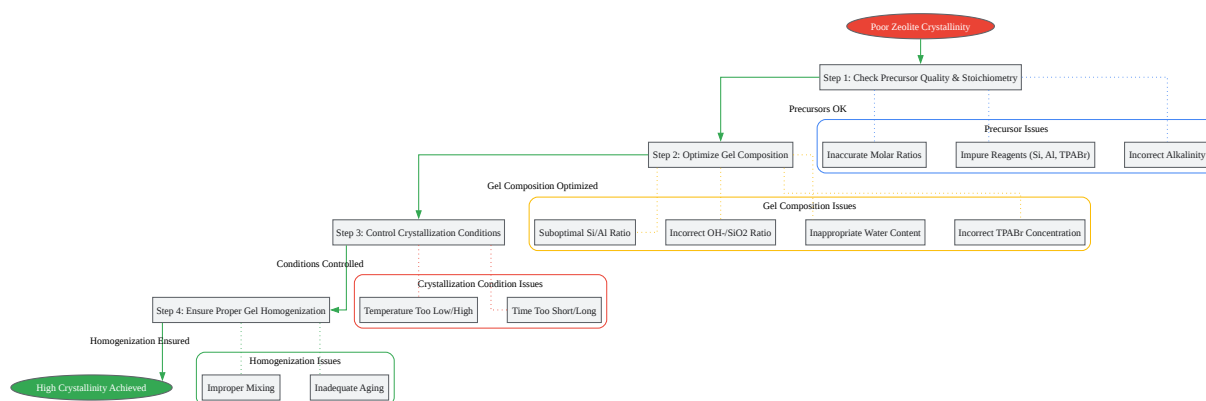 Poor Zeolite Crystallinity
Step 1: Check Precursor Quality & Stoichiometry
Precursors OK
Precursor Issues
Inaccurate Molar Ratios
Impure Reagents (Si, Al, TPABr)
Incorrect Alkalinity
Step 2: Optimize Gel Composition
Gel Composition Optimized
Gel Composition Issues
Suboptimal Si/Al Ratio
Incorrect OH-/SiO2 Ratio
Inappropriate Water Content
Incorrect TPABr Concentration
Step 3: Control Crystallization Conditions
Conditions Controlled
Crystallization Condition Issues
Temperature Too Low/High
Time Too Short/Long
Step 4: Ensure Proper Gel Homogenization
Homogenization Ensured
Homogenization Issues
Improper Mixing
Inadequate Aging
High Crystallinity Achieved